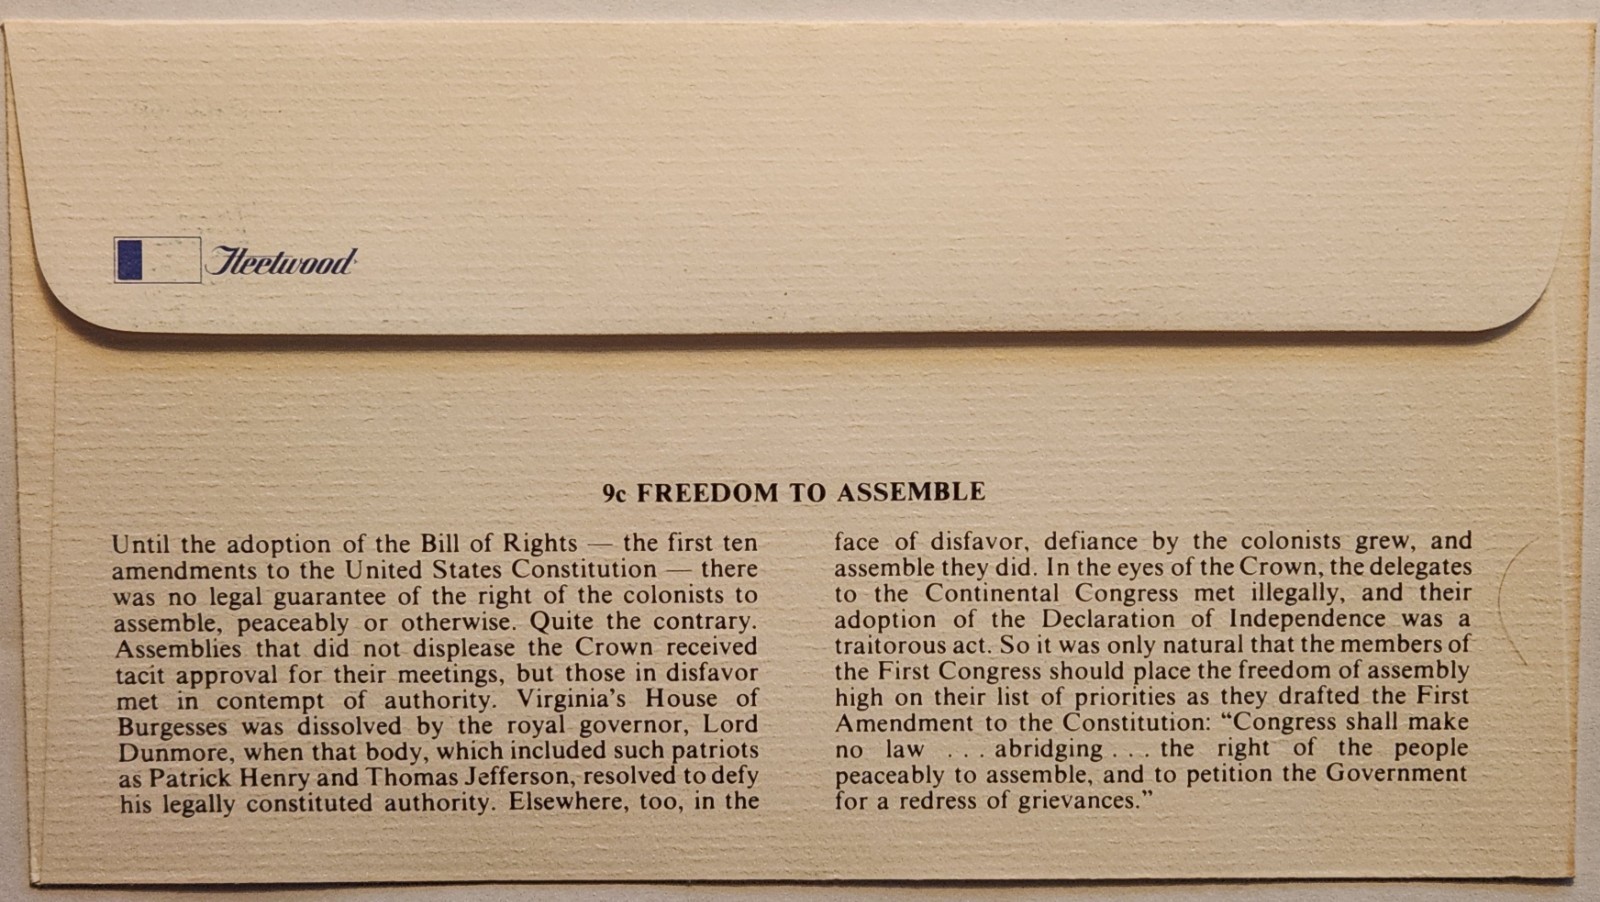 Fleetwood
9c FREEDOM TO ASSEMBLE
Until the adoption of the Bill of Rights — the first ten
amendments to the United States Constitution — there
was no legal guarantee of the right of the colonists to
assemble, peaceably or otherwise. Quite the contrary.
Assemblies that did not displease the Crown received
tacit approval for their meetings, but those in disfavor
met in contempt of authority. Virginia's House of
Burgesses was dissolved by the royal governor, Lord
Dunmore, when that body, which included such patriots
as Patrick Henry and Thomas Jefferson, resolved to defy
his legally constituted authority. Elsewhere, too, in the
face of disfavor, defiance by the colonists grew, and
assemble they did. In the eyes of the Crown, the delegates
to the Continental Congress met illegally, and their
adoption of the Declaration of Independence was a
traitorous act. So it was only natural that the members of
the First Congress should place the freedom of assembly
high on their list of priorities as they drafted the First
Amendment to the Constitution: “Congress shall make
no law . . . abridging . . . the right of the people
peaceably to assemble, and to petition the Government
for a redress of grievances.”